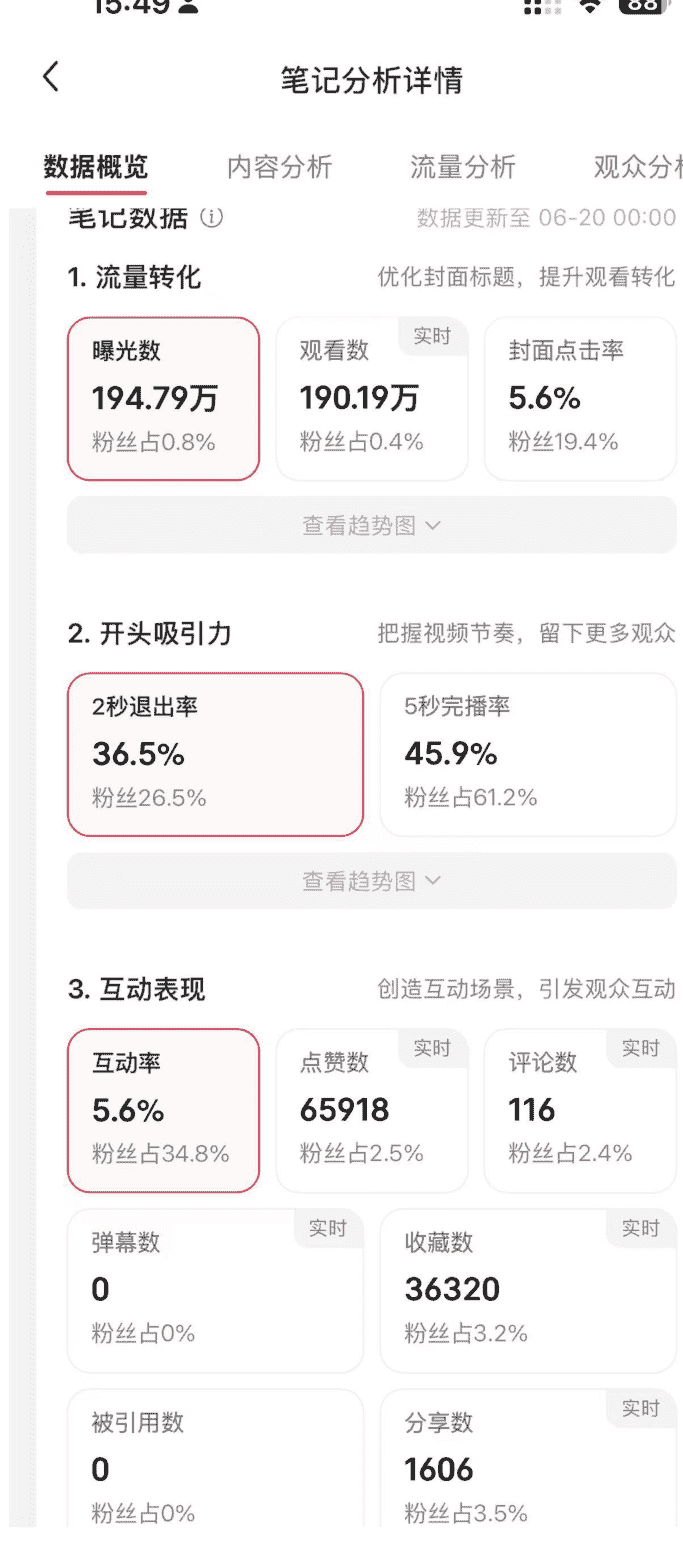 15:49
88
笔记分析详情
数据概览 内容分析 流量分析 观众分析
笔记数据 数据更新至 06-20 00:00
1. 流量转化 优化封面标题，提升观看转化
曝光数 观看数 实时 封面点击率
194.79万 190.19万 5.6%
粉丝占0.8% 粉丝占0.4% 粉丝19.4%
查看趋势图
2. 开头吸引力 把握视频节奏，留下更多观众
2秒退出率 5秒完播率
36.5% 45.9%
粉丝26.5% 粉丝占61.2%
查看趋势图
3. 互动表现 创造互动场景，引发观众互动
互动率 点赞数 实时 评论数 实时
5.6% 65918 116
粉丝占34.8% 粉丝占2.5% 粉丝占2.4%
弹幕数 实时 收藏数 实时
0 36320
粉丝占0% 粉丝占3.2%
被引用数 分享数 实时
0 1606
粉丝占0% 粉丝占3.5%